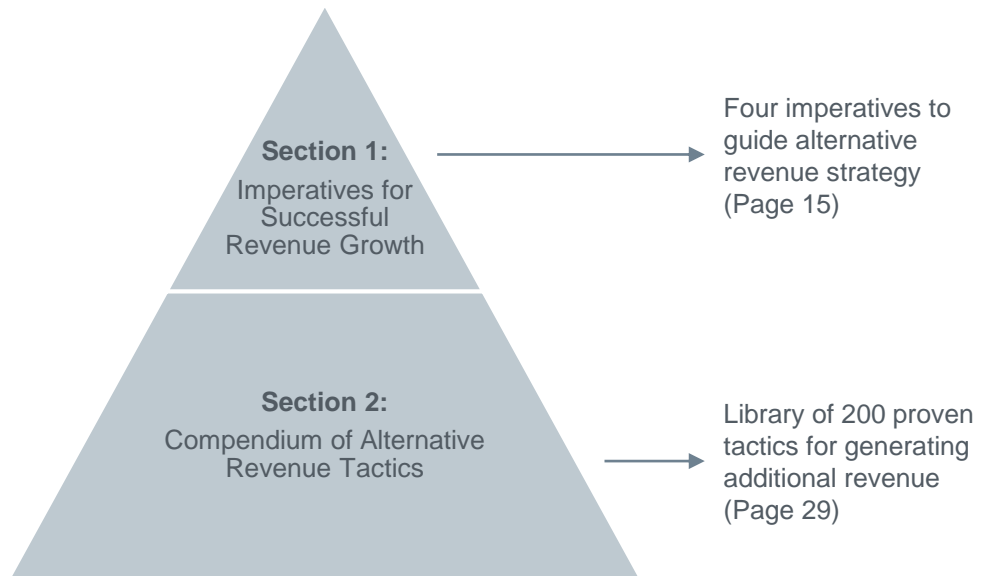 Section 1:
Imperatives for
Successful
Revenue Growth
Four imperatives to
guide alternative
revenue strategy
(Page 15)
Section 2:
Compendium of Alternative
Revenue Tactics
Library of 200 proven
tactics for generating
additional revenue
(Page 29)